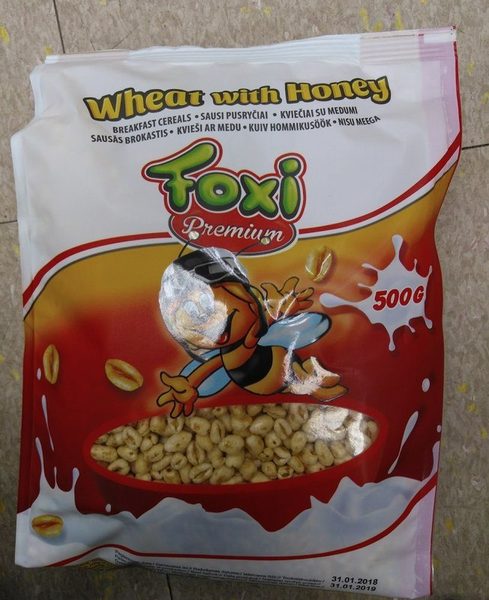 Wheat with Honey
BREAKFAST CEREALS • SAUSI PUSRYČIAI • KVIEČIAI SU MEDUMI
SAUSĀS BROKASTIS • KVIEŠI AR MEDU • KUIV HOMMIKUSÖÖK • NISU MEEGA
Foxi
Premium
500G
31.01.2018
31.01.2019